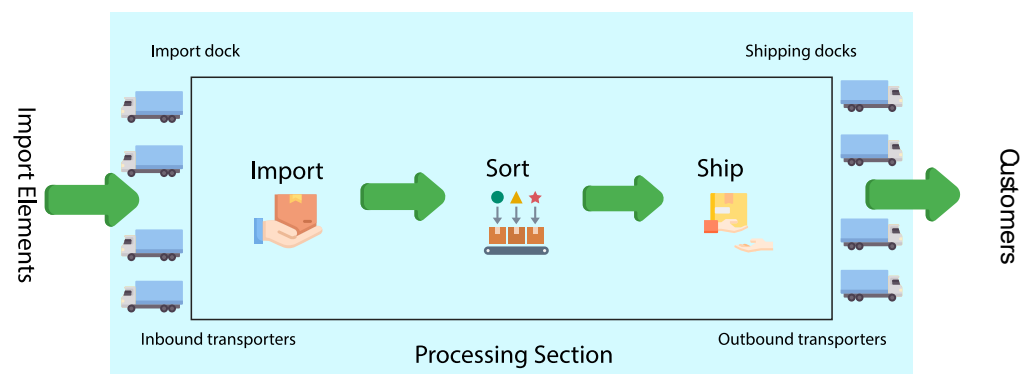 Import dock
Shipping docks
Import Elements
Import
Sort
Ship
Customers
Inbound transporters
Outbound transporters
Processing Section